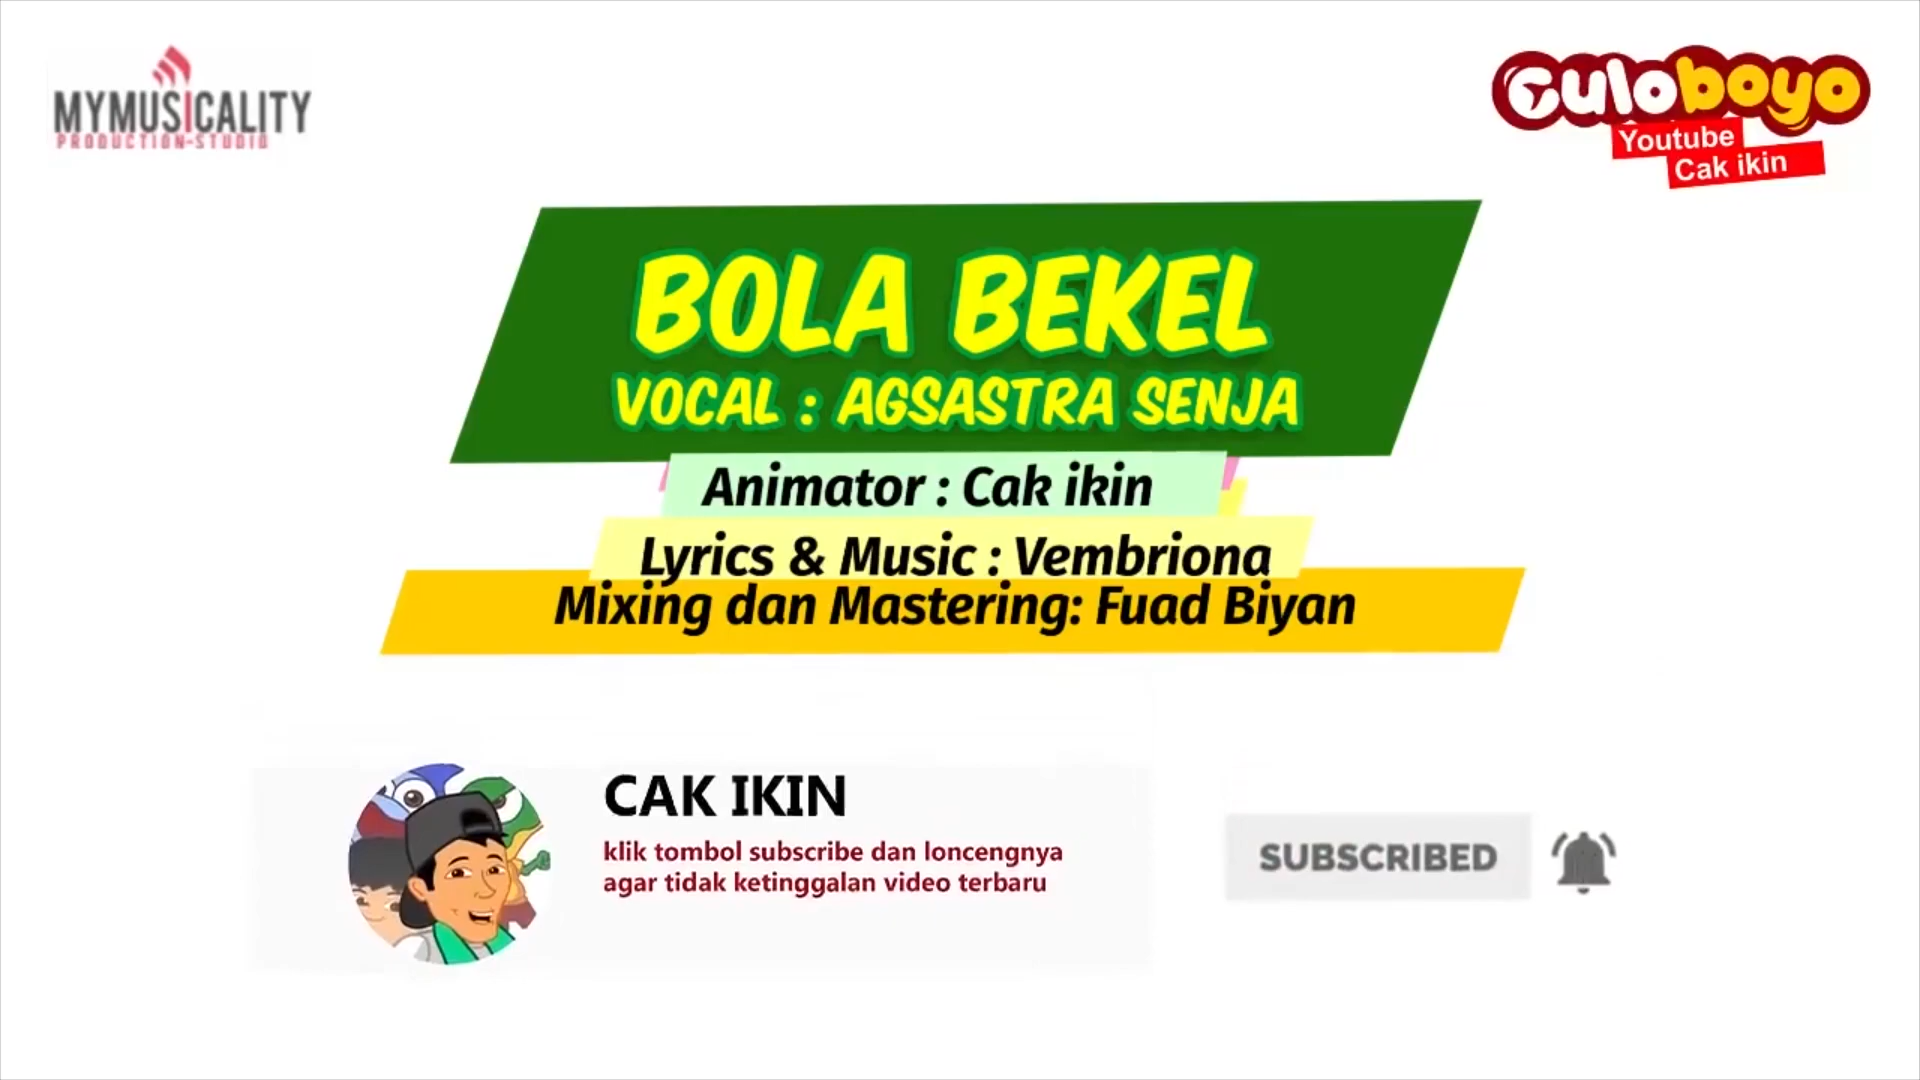 MYMUSICALITY
PRODUCTION-STUDIO
Culoboyo
Youtube
Cak ikin
BOLA BEKEL
VOCAL : AGSASTRA SENJA
Animator : Cak ikin
Lyrics & Music : Vembriona
Mixing dan Mastering: Fuad Biyan
CAK IKIN
klik tombol subscribe dan loncengnya
agar tidak ketinggalan video terbaru
SUBSCRIBED